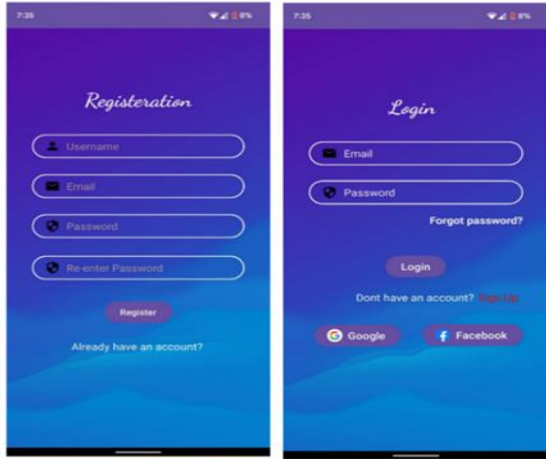 7:35 8%
Registeration
Username
Email
Password
Re-enter Password
Register
Already have an account?
7:35 8%
Login
Email
Password
Forgot password?
Login
Dont have an account? Sign Up
Google Facebook